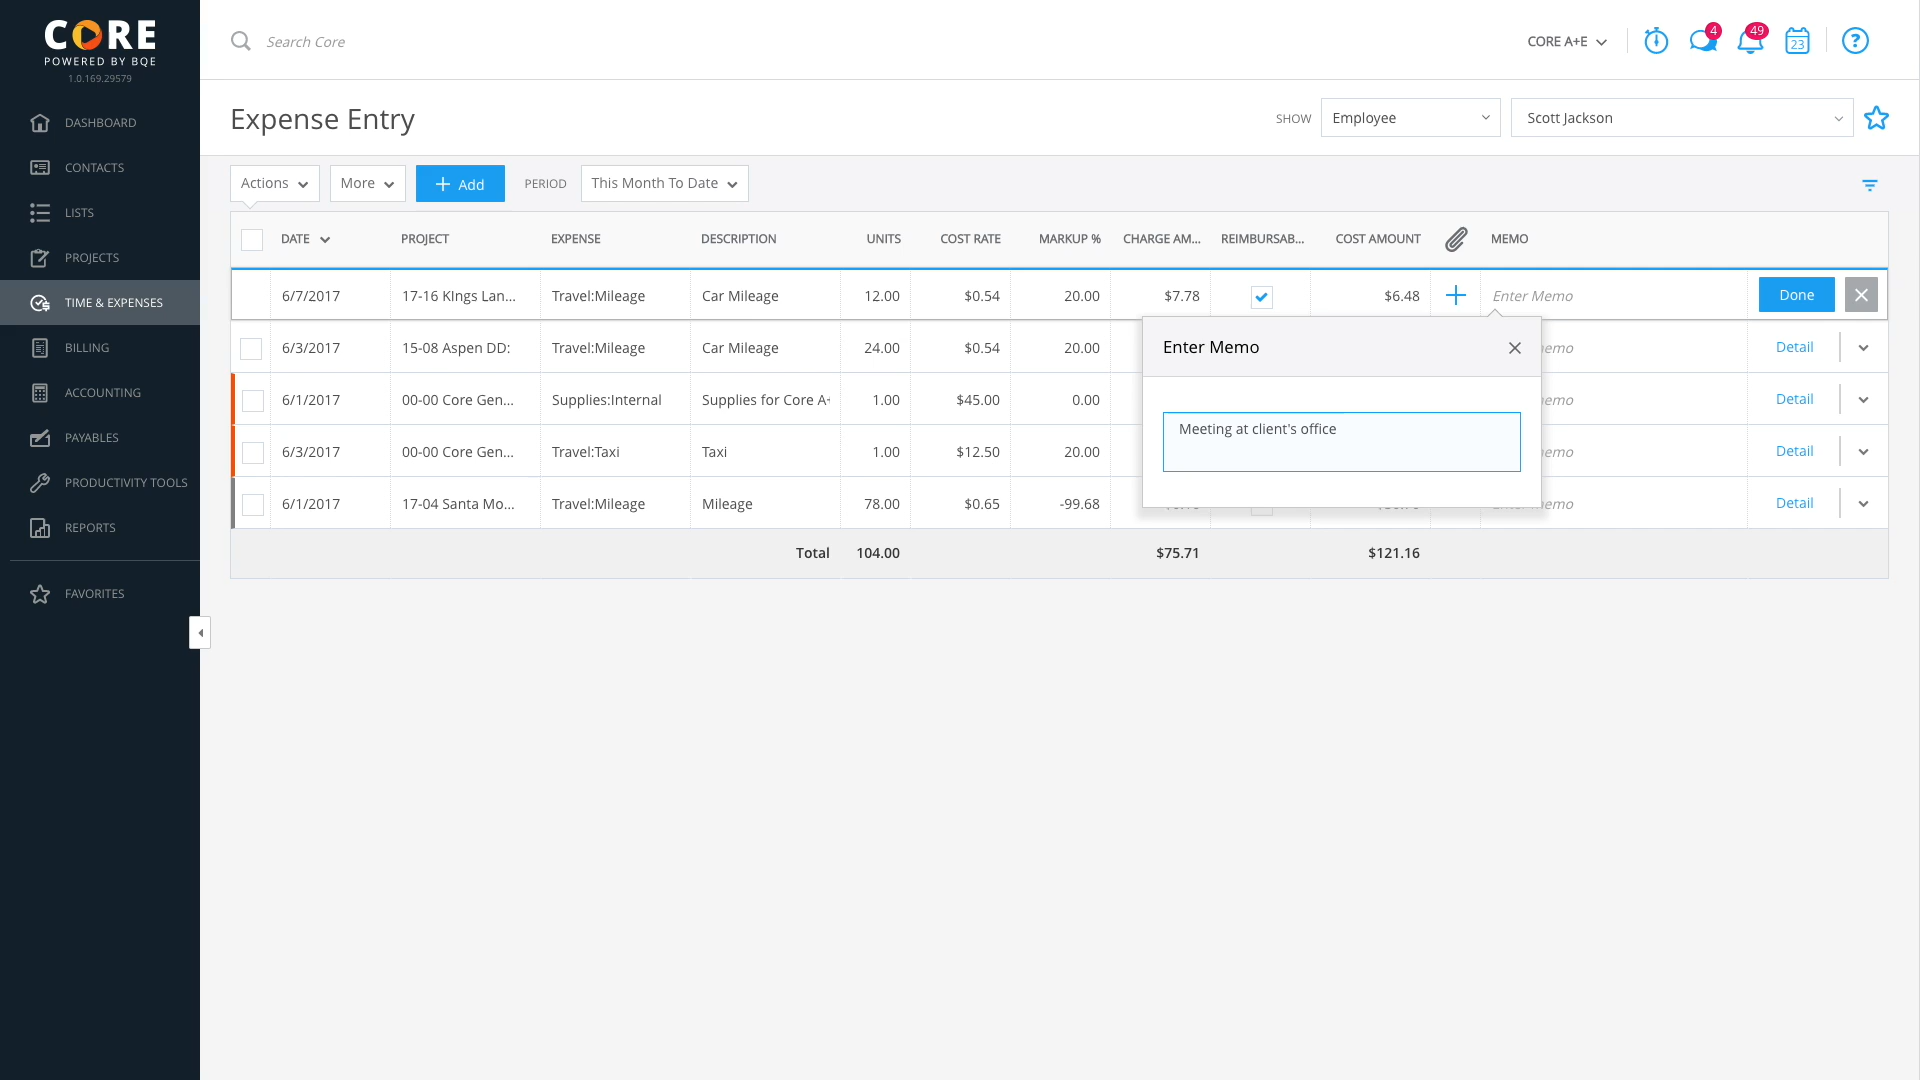 CORE
POWERED BY BQE
1.0.169.29579
DASHBOARD
CONTACTS
LISTS
PROJECTS
TIME & EXPENSES
BILLING
ACCOUNTING
PAYABLES
PRODUCTIVITY TOOLS
REPORTS
FAVORITES
Search Core
CORE A+E
4
49
23
?
Expense Entry
SHOW Employee Scott Jackson
Actions More + Add PERIOD This Month To Date
DATE PROJECT EXPENSE DESCRIPTION UNITS COST RATE MARKUP % CHARGE AM... REIMBURSAB... COST AMOUNT MEMO
6/7/2017 17-16 KIngs Lan... Travel:Mileage Car Mileage 12.00 $0.54 20.00 $7.78 $6.48 Enter Memo Done
6/3/2017 15-08 Aspen DD: Travel:Mileage Car Mileage 24.00 $0.54 20.00 Detail
6/1/2017 00-00 Core Gen... Supplies:Internal Supplies for Core A+ 1.00 $45.00 0.00 Detail
6/3/2017 00-00 Core Gen... Travel:Taxi Taxi 1.00 $12.50 20.00 Detail
6/1/2017 17-04 Santa Mo... Travel:Mileage Mileage 78.00 $0.65 -99.68 Enter Memo Detail
Total 104.00 $75.71 $121.16
Enter Memo
Meeting at client's office